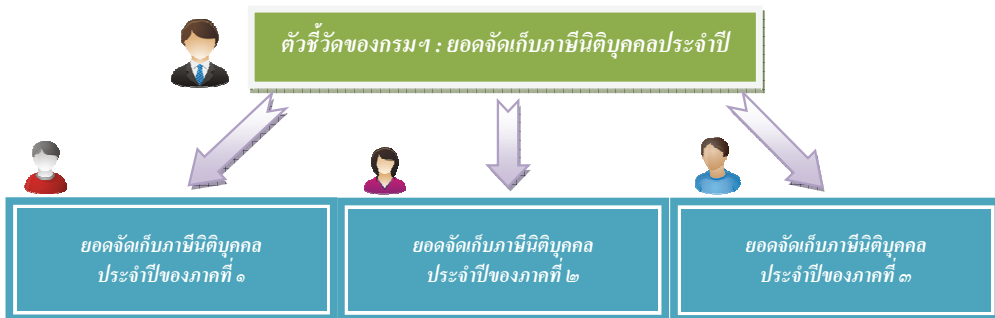 ตัวชี้วัดของกรมฯ : ยอดจัดเก็บภาษีนิติบุคคลประจำปี
ยอดจัดเก็บภาษีนิติบุคคล
ประจำปีของภาคที่ ๑
ยอดจัดเก็บภาษีนิติบุคคล
ประจำปีของภาคที่ ๒
ยอดจัดเก็บภาษีนิติบุคคล
ประจำปีของภาคที่ ๓